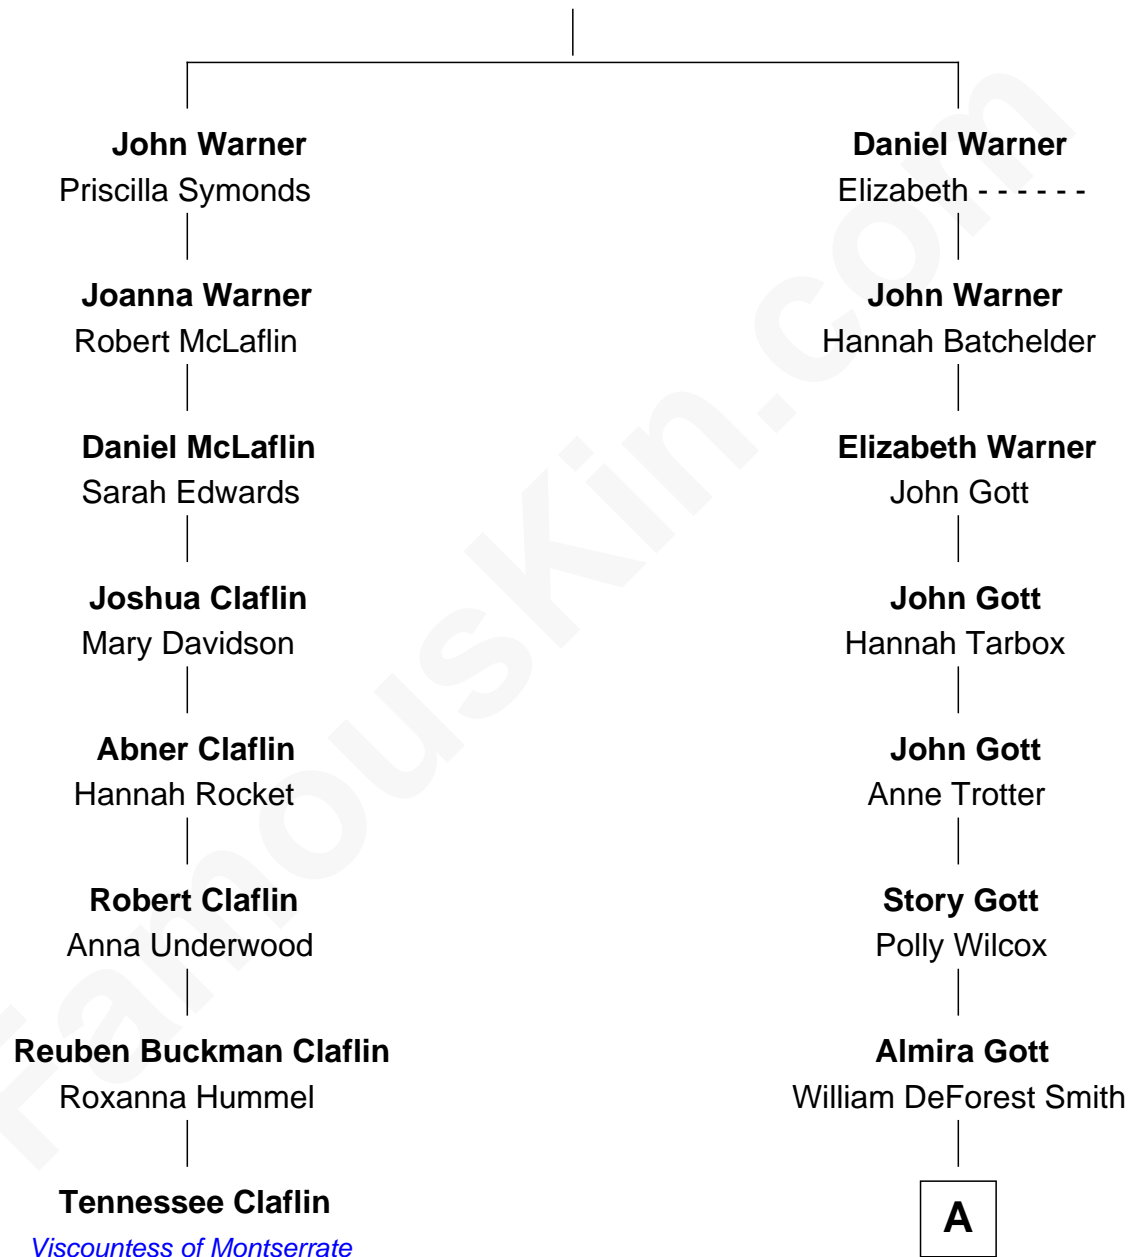 John Warner
Priscilla Symonds
Joanna Warner
Robert McLaflin
Daniel McLaflin
Sarah Edwards
Joshua Claflin
Mary Davidson
Abner Claflin
Hannah Rocket
Robert Claflin
Anna Underwood
Reuben Buckman Claflin
Roxanna Hummel
Tennessee Claflin
Viscountess of Montserrate
Daniel Warner
Elizabeth - - - - - -
John Warner
Hannah Batchelder
Elizabeth Warner
John Gott
John Gott
Hannah Tarbox
John Gott
Anne Trotter
Story Gott
Polly Wilcox
Almira Gott
William DeForest Smith
A
FamousKin.com